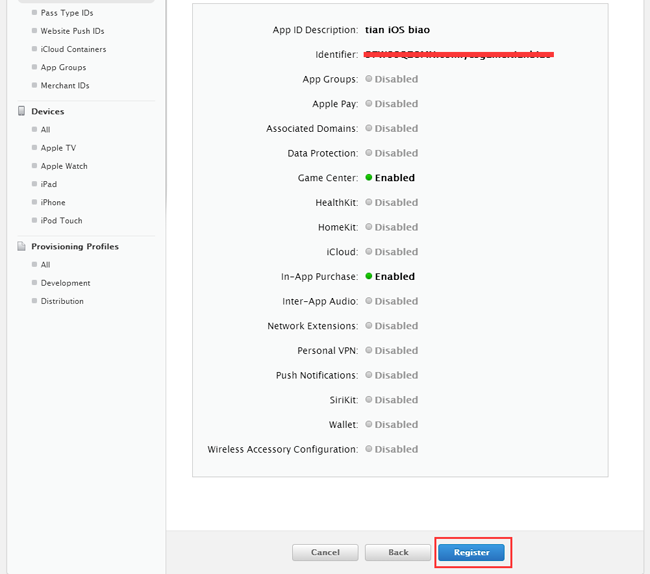 Pass Type IDs
Website Push IDs
iCloud Containers
App Groups
Merchant IDs
Devices
All
Apple TV
Apple Watch
iPad
iPhone
iPod Touch
Provisioning Profiles
All
Development
Distribution
App ID Description: tian iOS biao
Identifier:
App Groups: Disabled
Apple Pay: Disabled
Associated Domains: Disabled
Data Protection: Disabled
Game Center: Enabled
HealthKit: Disabled
HomeKit: Disabled
iCloud: Disabled
In-App Purchase: Enabled
Inter-App Audio: Disabled
Network Extensions: Disabled
Personal VPN: Disabled
Push Notifications: Disabled
SiriKit: Disabled
Wallet: Disabled
Wireless Accessory Configuration: Disabled
Cancel Back Register